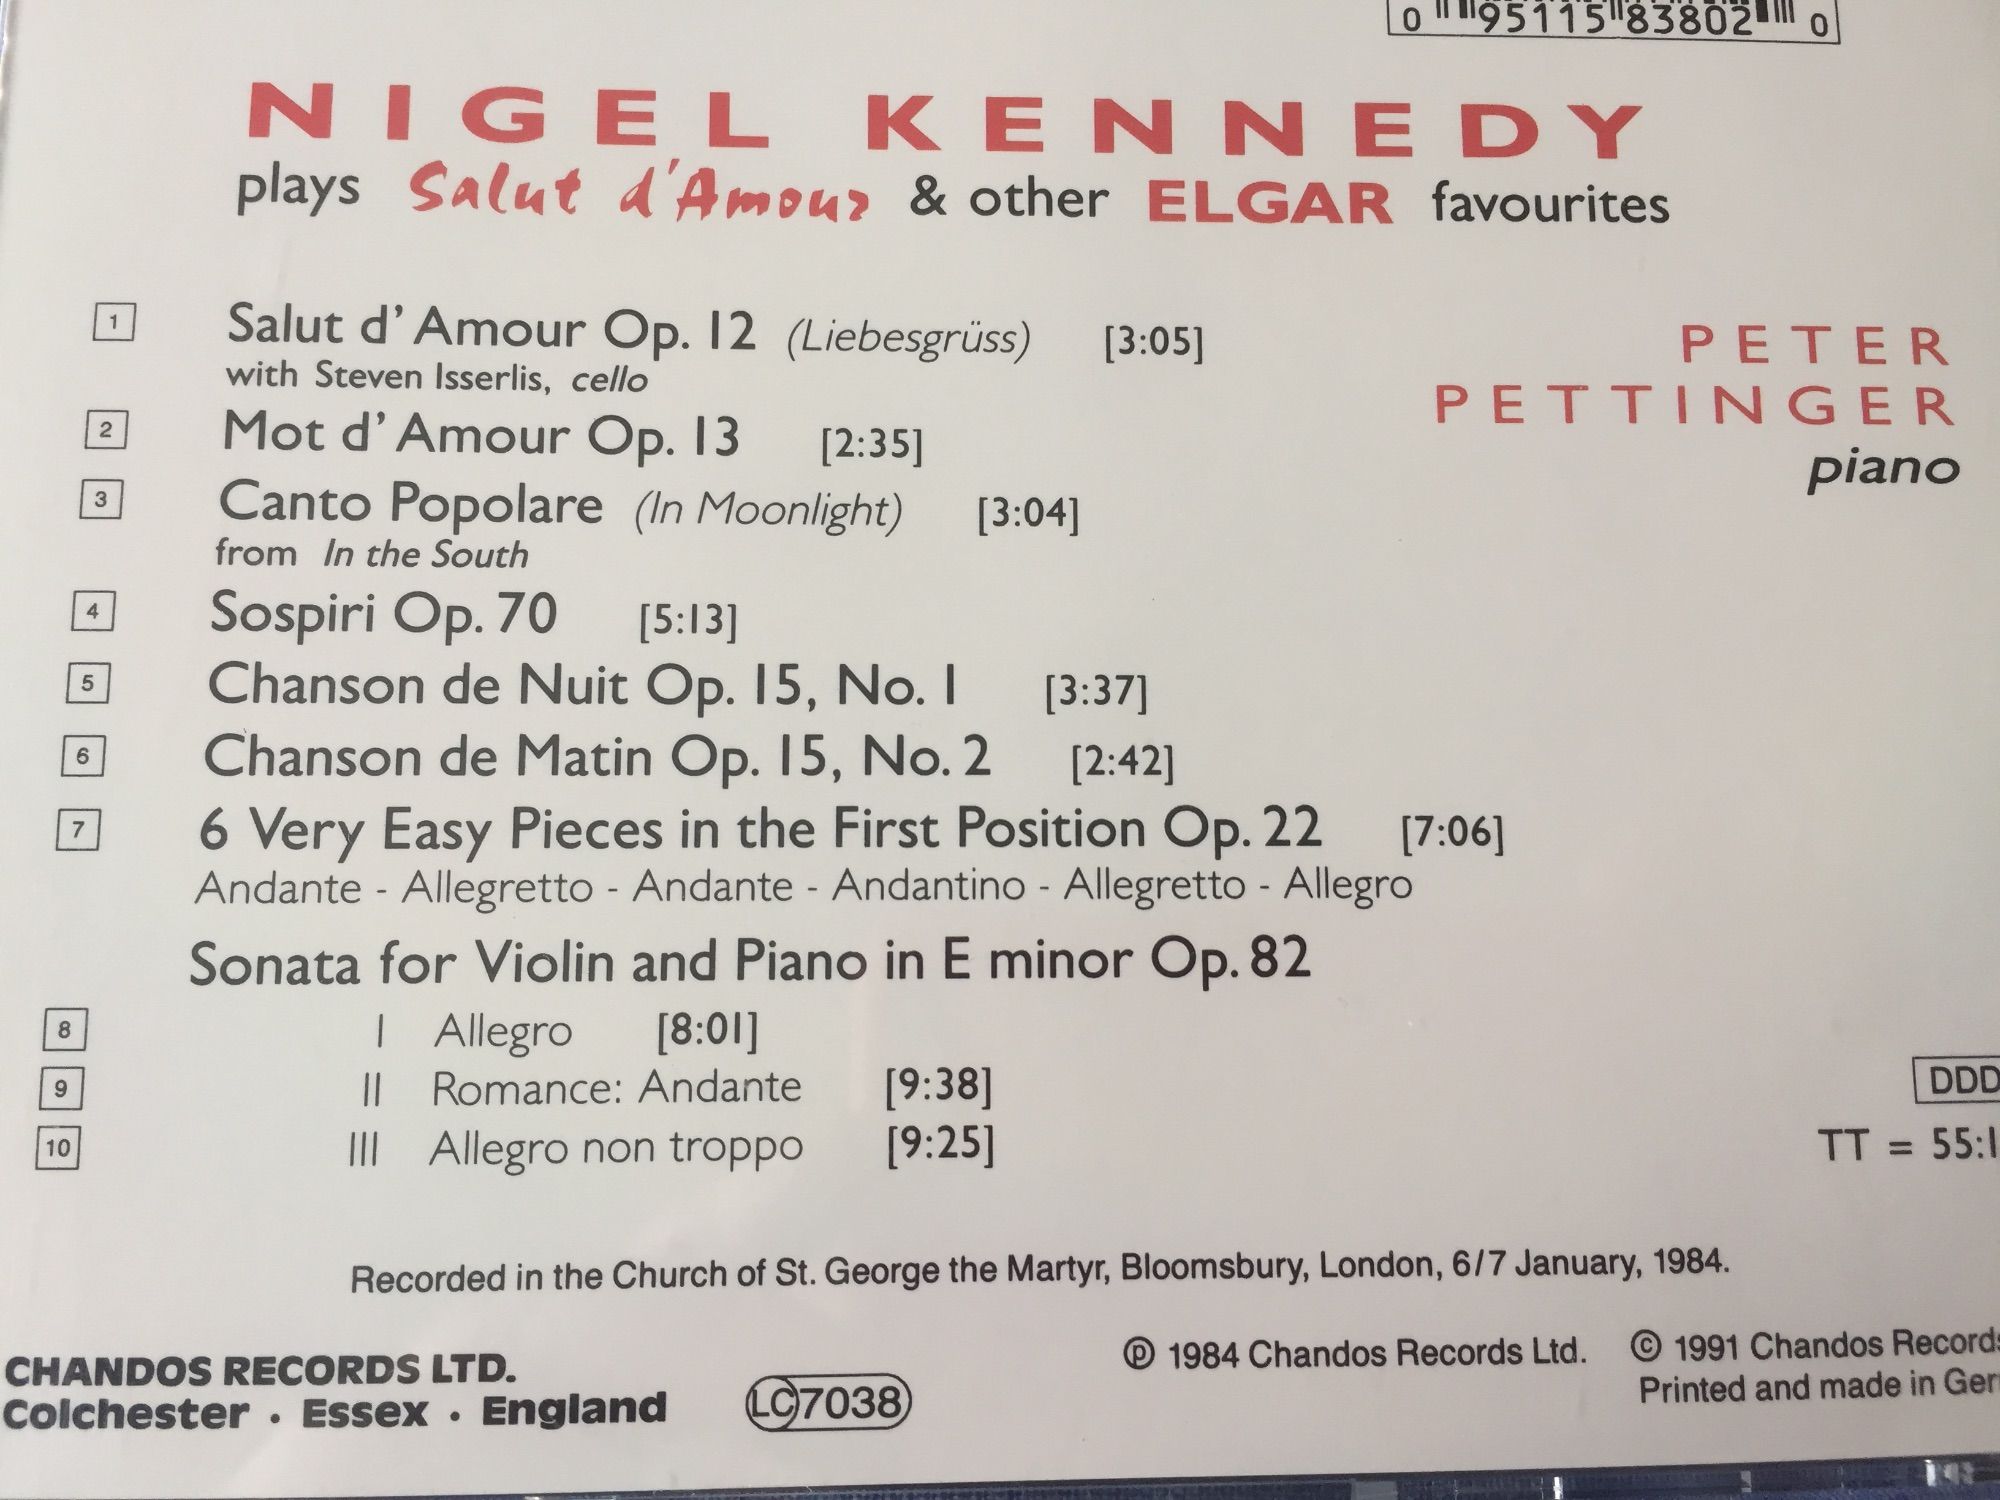 0 95115 83802 0
NIGEL KENNEDY
plays Salut d'Amour & other ELGAR favourites
1 Salut d' Amour Op. 12 (Liebesgrüss) [3:05]
with Steven Isserlis, cello
PETER
PETTINGER
piano
2 Mot d' Amour Op. 13 [2:35]
3 Canto Popolare (In Moonlight) [3:04]
from In the South
4 Sospiri Op. 70 [5:13]
5 Chanson de Nuit Op. 15, No. 1 [3:37]
6 Chanson de Matin Op. 15, No. 2 [2:42]
7 6 Very Easy Pieces in the First Position Op. 22 [7:06]
Andante - Allegretto - Andante - Andantino - Allegretto - Allegro
Sonata for Violin and Piano in E minor Op. 82
8 I Allegro [8:01]
9 II Romance: Andante [9:38]
10 III Allegro non troppo [9:25]
DDD
TT = 55:1
Recorded in the Church of St. George the Martyr, Bloomsbury, London, 6/7 January, 1984.
CHANDOS RECORDS LTD.
Colchester · Essex · England
LC 7038
℗ 1984 Chandos Records Ltd. © 1991 Chandos Records
Printed and made in Ger